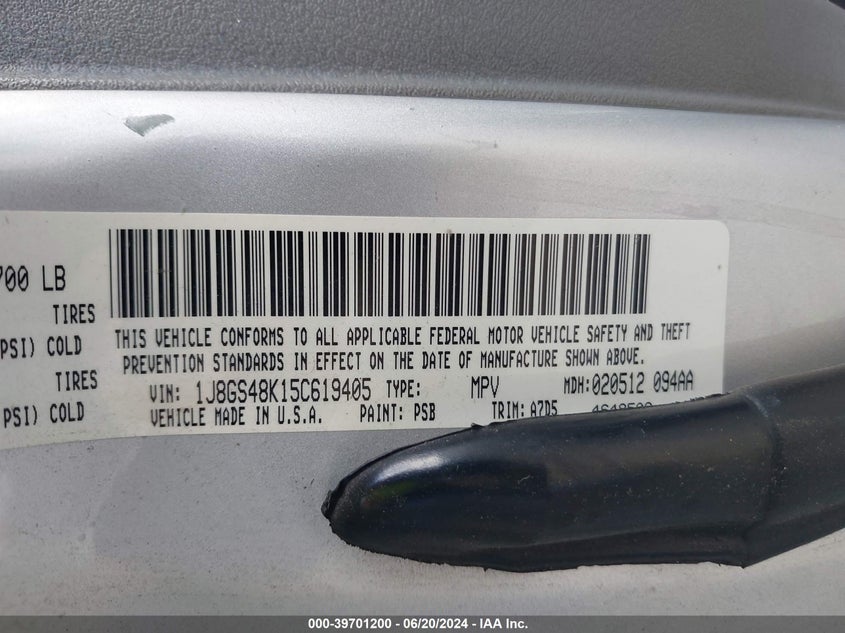 700 LB
TIRES
PSI) COLD
TIRES
PSI) COLD
THIS VEHICLE CONFORMS TO ALL APPLICABLE FEDERAL MOTOR VEHICLE SAFETY AND THEFT
PREVENTION STANDARDS IN EFFECT ON THE DATE OF MANUFACTURE SHOWN ABOVE.
VIN: 1J8GS48K15C619405 TYPE: MPV MDH:020512 094AA
VEHICLE MADE IN U.S.A. PAINT: PSB TRIM: A7D5
000-39701200 - 06/20/2024 - IAA Inc.